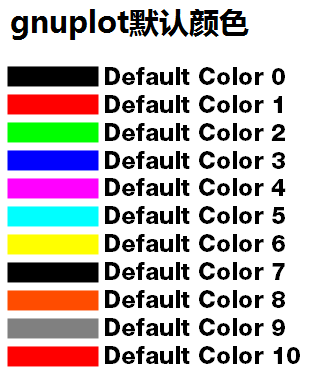 gnuplot默认颜色
Default Color 0
Default Color 1
Default Color 2
Default Color 3
Default Color 4
Default Color 5
Default Color 6
Default Color 7
Default Color 8
Default Color 9
Default Color 10